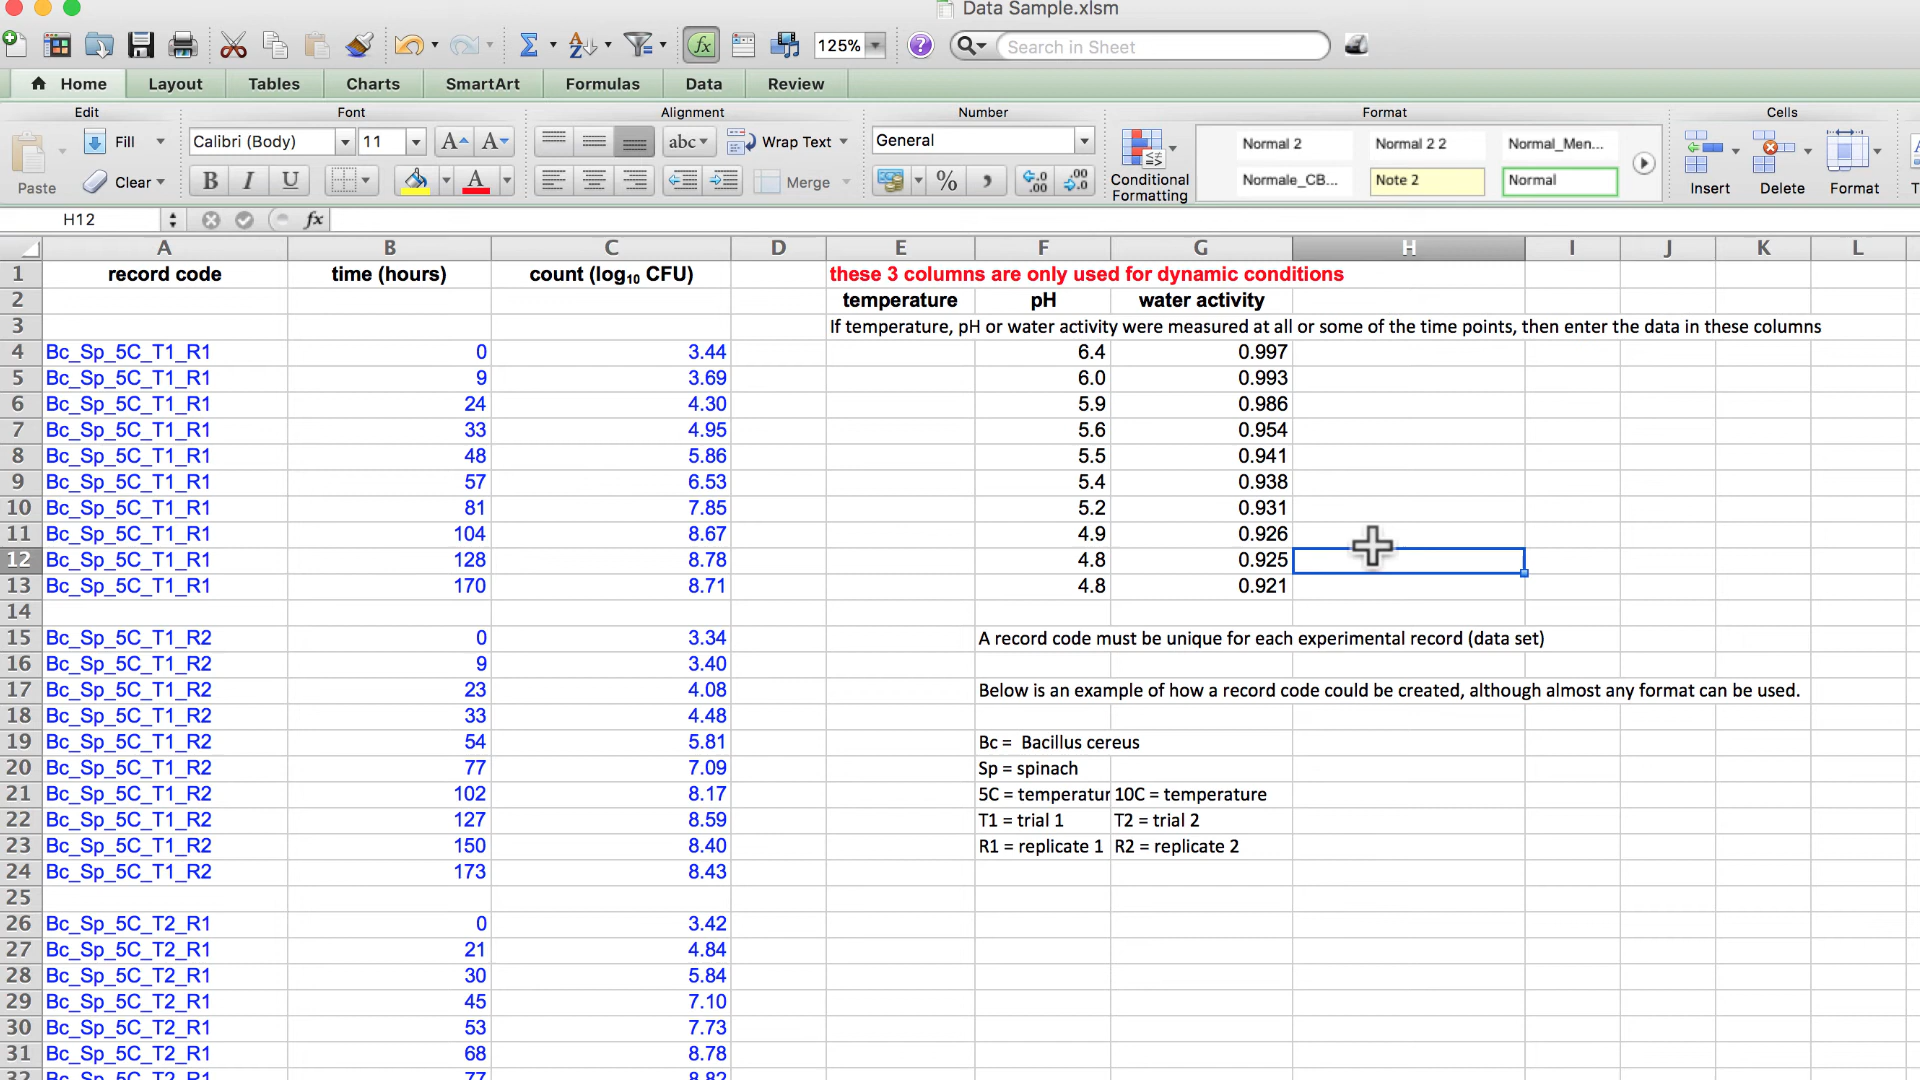 Data Sample.xlsm
125% Search in Sheet
Home Layout Tables Charts SmartArt Formulas Data Review
Edit Font Alignment Number Format Cells
Fill Calibri (Body) 11 A A abc Wrap Text General Normal 2 Normal 2 2 Normal_Men...
Paste Clear B I U A Merge % Conditional Formatting Normale_CB... Note 2 Normal Insert Delete Format
H12 fx
A B C D E F G H I J K L
1 record code time (hours) count (log₁₀ CFU) these 3 columns are only used for dynamic conditions
2 temperature pH water activity
3 If temperature, pH or water activity were measured at all or some of the time points, then enter the data in these columns
4 Bc_Sp_5C_T1_R1 0 3.44 6.4 0.997
5 Bc_Sp_5C_T1_R1 9 3.69 6.0 0.993
6 Bc_Sp_5C_T1_R1 24 4.30 5.9 0.986
7 Bc_Sp_5C_T1_R1 33 4.95 5.6 0.954
8 Bc_Sp_5C_T1_R1 48 5.86 5.5 0.941
9 Bc_Sp_5C_T1_R1 57 6.53 5.4 0.938
10 Bc_Sp_5C_T1_R1 81 7.85 5.2 0.931
11 Bc_Sp_5C_T1_R1 104 8.67 4.9 0.926
12 Bc_Sp_5C_T1_R1 128 8.78 4.8 0.925
13 Bc_Sp_5C_T1_R1 170 8.71 4.8 0.921
14
15 Bc_Sp_5C_T1_R2 0 3.34 A record code must be unique for each experimental record (data set)
16 Bc_Sp_5C_T1_R2 9 3.40
17 Bc_Sp_5C_T1_R2 23 4.08 Below is an example of how a record code could be created, although almost any format can be used.
18 Bc_Sp_5C_T1_R2 33 4.48
19 Bc_Sp_5C_T1_R2 54 5.81 Bc = Bacillus cereus
20 Bc_Sp_5C_T1_R2 77 7.09 Sp = spinach
21 Bc_Sp_5C_T1_R2 102 8.17 5C = temperatur 10C = temperature
22 Bc_Sp_5C_T1_R2 127 8.59 T1 = trial 1 T2 = trial 2
23 Bc_Sp_5C_T1_R2 150 8.40 R1 = replicate 1 R2 = replicate 2
24 Bc_Sp_5C_T1_R2 173 8.43
25
26 Bc_Sp_5C_T2_R1 0 3.42
27 Bc_Sp_5C_T2_R1 21 4.84
28 Bc_Sp_5C_T2_R1 30 5.84
29 Bc_Sp_5C_T2_R1 45 7.10
30 Bc_Sp_5C_T2_R1 53 7.73
31 Bc_Sp_5C_T2_R1 68 8.78
32 Bc_Sp_5C_T2_R1 77 8.82